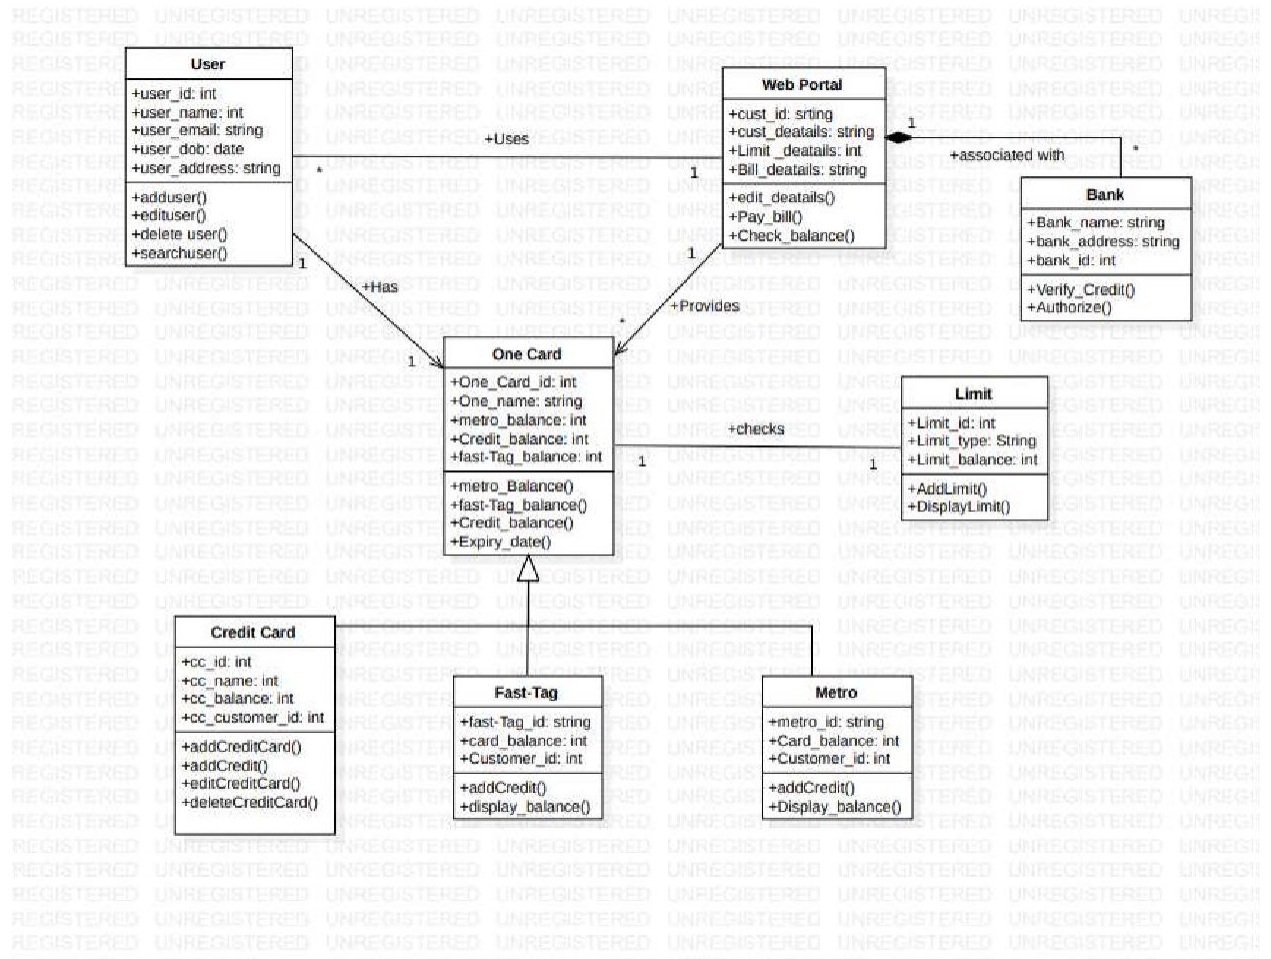 User
+user_id: int
+user_name: int
+user_email: string
+user_dob: date
+user_address: string
+adduser()
+edituser()
+delete user()
+searchuser()
+Uses
*
1
Web Portal
+cust_id: srting
+cust_deatails: string
+Limit _deatails: int
+Bill_deatails: string
+edit_deatails()
+Pay_bill()
+Check_balance()
1
+associated with
*
Bank
+Bank_name: string
+bank_address: string
+bank_id: int
+Verify_Credit()
+Authorize()
1
+Has
1
1
+Provides
*
One Card
+One_Card_id: int
+One_name: string
+metro_balance: int
+Credit_balance: int
+fast-Tag_balance: int
+metro_Balance()
+fast-Tag_balance()
+Credit_balance()
+Expiry_date()
+checks
1
1
Limit
+Limit_id: int
+Limit_type: String
+Limit_balance: int
+AddLimit()
+DisplayLimit()
Credit Card
+cc_id: int
+cc_name: int
+cc_balance: int
+cc_customer_id: int
+addCreditCard()
+addCredit()
+editCreditCard()
+deleteCreditCard()
Fast-Tag
+fast-Tag_id: string
+card_balance: int
+Customer_id: int
+addCredit()
+display_balance()
Metro
+metro_id: string
+Card_balance: int
+Customer_id: int
+addCredit()
+Display_balance()
UNREGISTERED